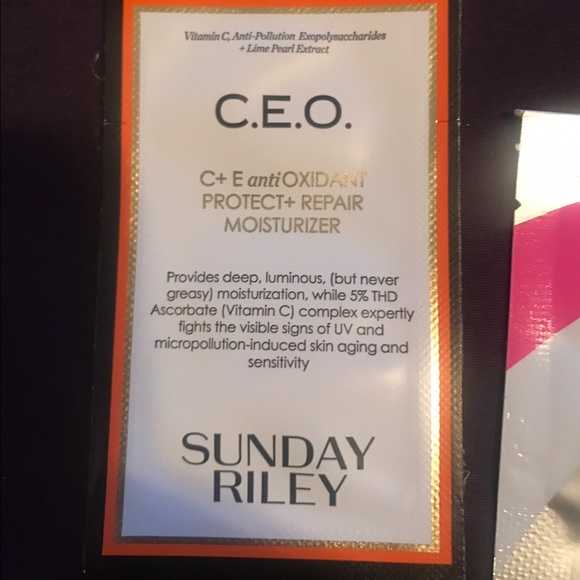 Vitamin C, Anti-Pollution Exopolysaccharides
+ Lime Pearl Extract
C.E.O.
C+ E antiOXIDANT
PROTECT+ REPAIR
MOISTURIZER
Provides deep, luminous, (but never
greasy) moisturization, while 5% THD
Ascorbate (Vitamin C) complex expertly
fights the visible signs of UV and
micropollution-induced skin aging and
sensitivity
SUNDAY
RILEY